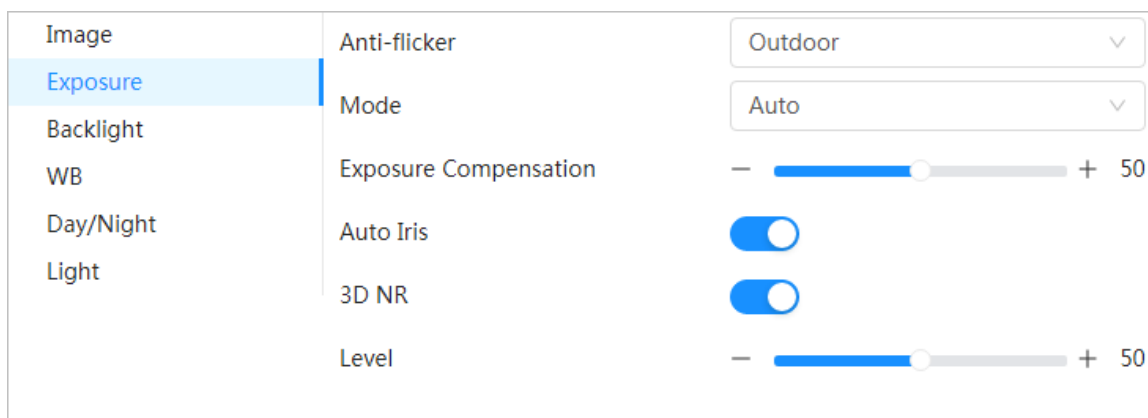 Image
Exposure
Backlight
WB
Day/Night
Light
Anti-flicker Outdoor
Mode Auto
Exposure Compensation − + 50
Auto Iris
3D NR
Level − + 50